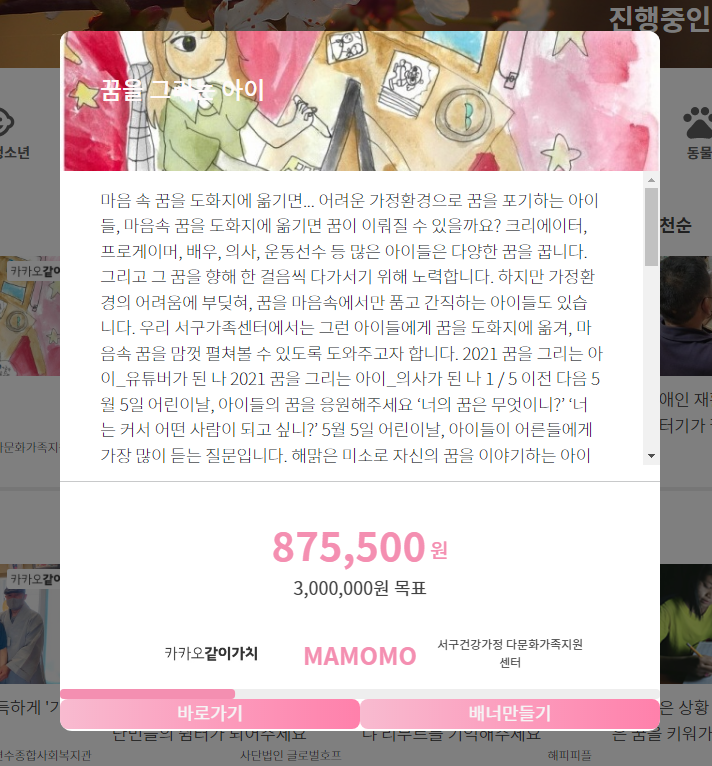 진행중인
꿈을 그리는 아이
청소년
동물
천순
카카오같이
마음 속 꿈을 도화지에 옮기면... 어려운 가정환경으로 꿈을 포기하는 아이
들, 마음속 꿈을 도화지에 옮기면 꿈이 이뤄질 수 있을까요? 크리에이터,
프로게이머, 배우, 의사, 운동선수 등 많은 아이들은 다양한 꿈을 꿉니다.
그리고 그 꿈을 향해 한 걸음씩 다가서기 위해 노력합니다. 하지만 가정환
경의 어려움에 부딪혀, 꿈을 마음속에서만 품고 간직하는 아이들도 있습
니다. 우리 서구가족센터에서는 그런 아이들에게 꿈을 도화지에 옮겨, 마
음속 꿈을 맘껏 펼쳐볼 수 있도록 도와주고자 합니다. 2021 꿈을 그리는 아
이_유튜버가 된 나 2021 꿈을 그리는 아이_의사가 된 나 1 / 5 이전 다음 5
월 5일 어린이날, 아이들의 꿈을 응원해주세요 ‘너의 꿈은 무엇이니?’ ‘너
는 커서 어떤 사람이 되고 싶니?’ 5월 5일 어린이날, 아이들이 어른들에게
가장 많이 듣는 질문입니다. 해맑은 미소로 자신의 꿈을 이야기하는 아이
애인 재
터기가
다문화가족지
875,500 원
3,000,000원 목표
카카오같이
카카오같이가치
MAMOMO
서구건강가정 다문화가족지원
센터
바로가기
배너만들기
득하게 '
난민들의 쉼터가 되어주세요
나 리무트를 기억해주세요
은 상황
은 꿈을 키워가
연수종합사회복지관
사단법인 글로벌호프
해피피플